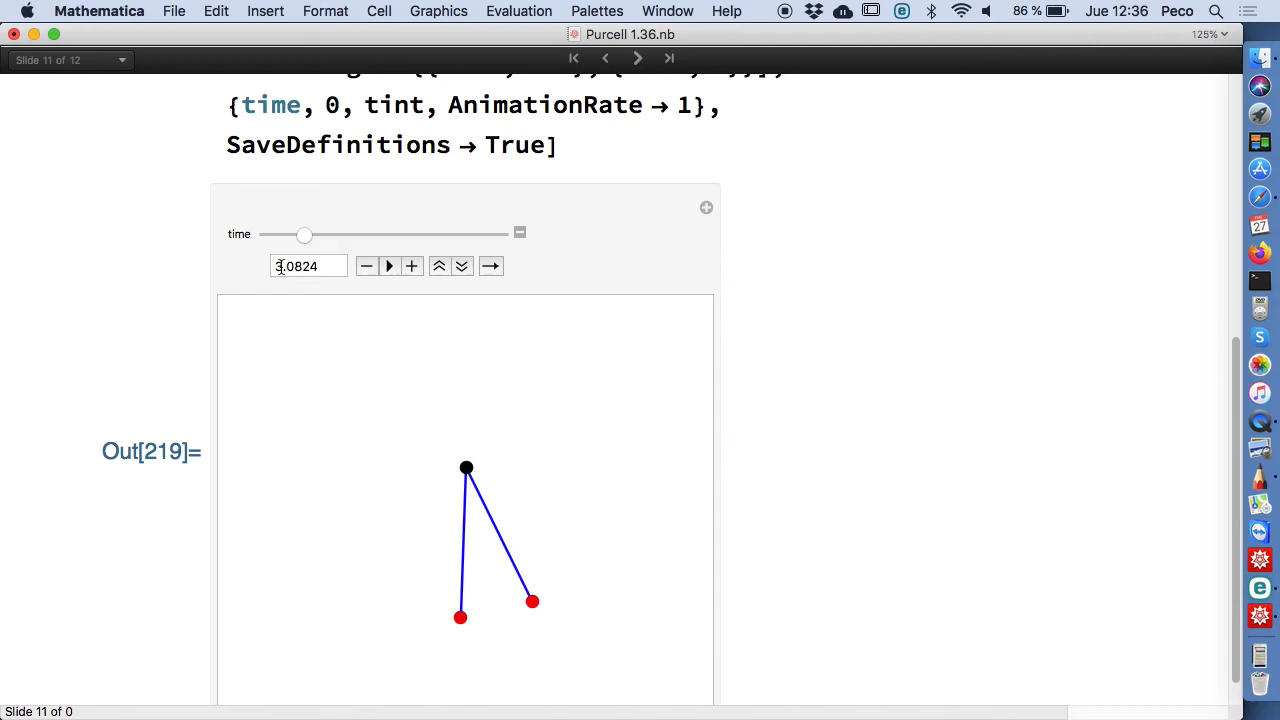 Mathematica File Edit Insert Format Cell Graphics Evaluation Palettes Window Help 86 % Jue 12:36 Peco
Purcell 1.36.nb 125%
Slide 11 of 12
{time, 0, tint, AnimationRate → 1},
SaveDefinitions → True]
time
3.0824
Out[219]=
Slide 11 of 0